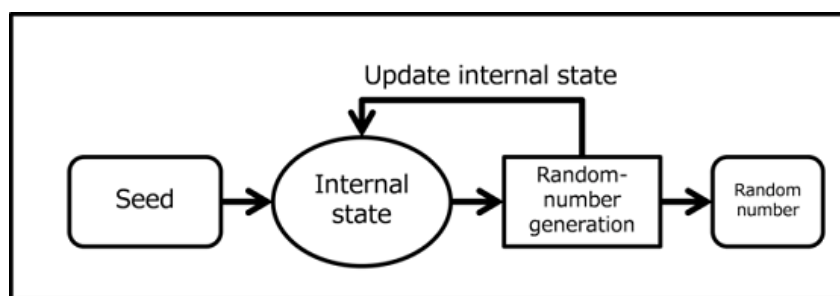 Update internal state
Seed
Internal
state
Random-
number
generation
Random
number